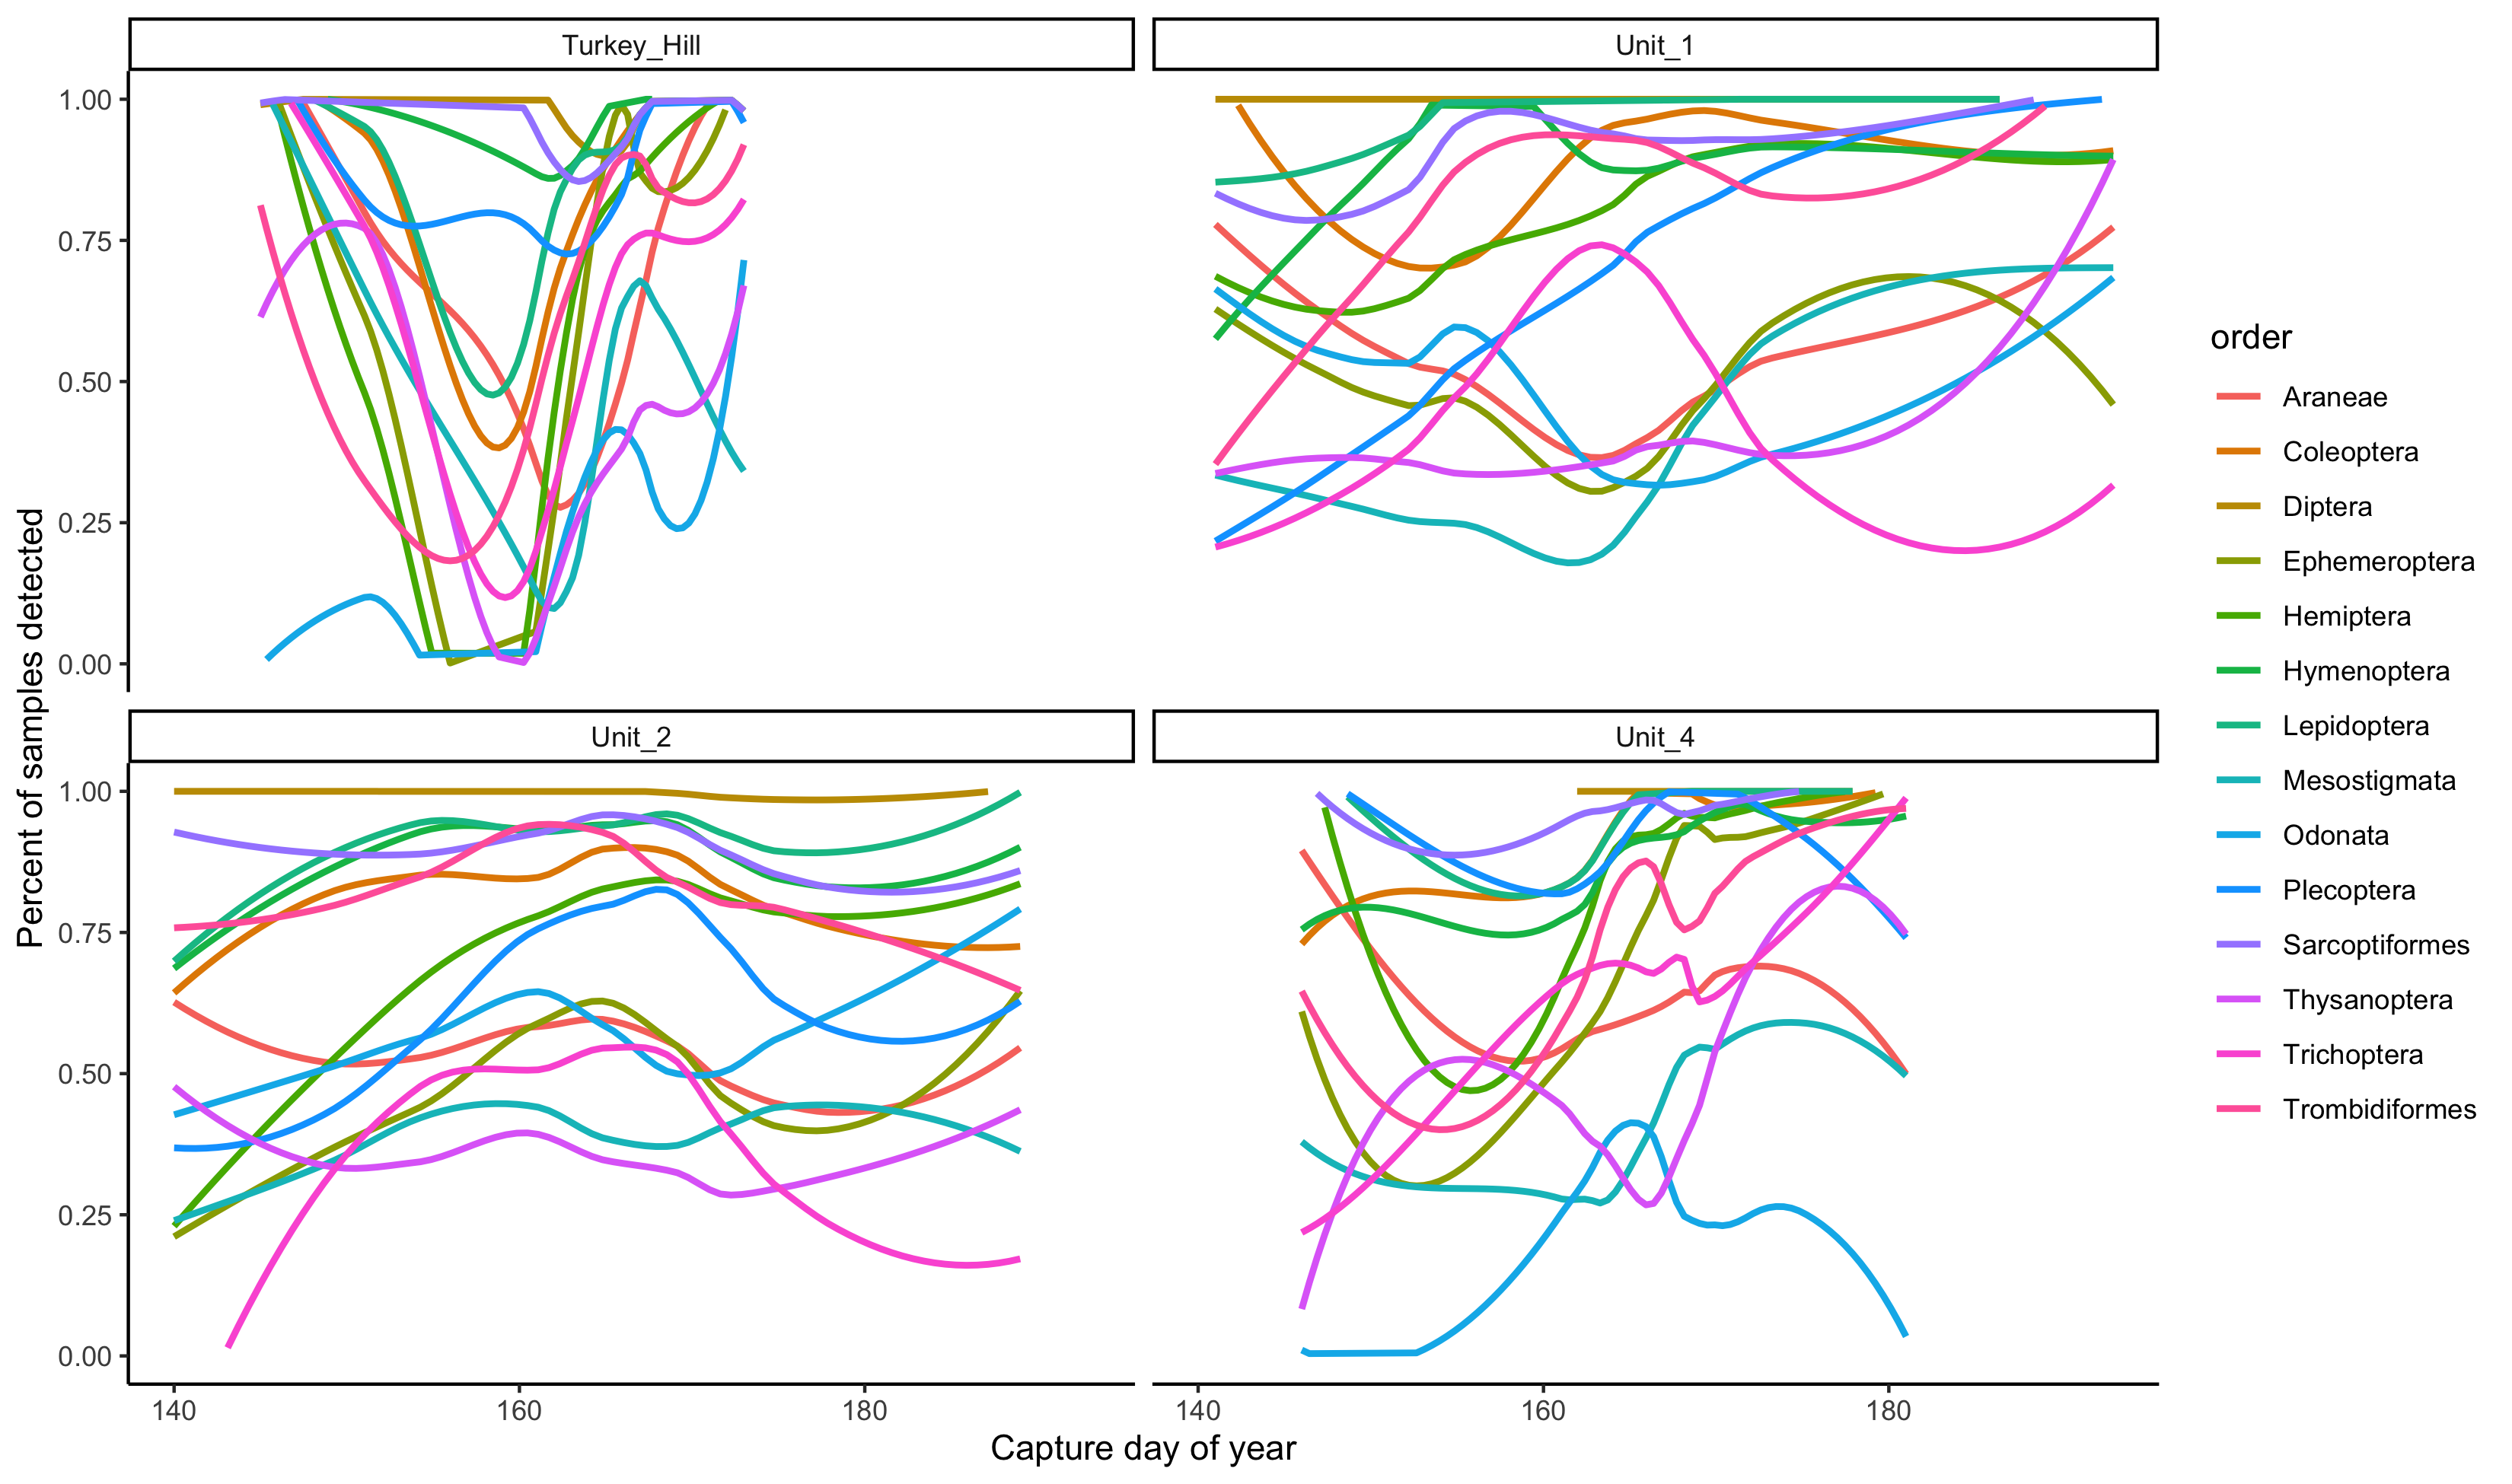 Turkey_Hill
Unit_1
1.00
0.75
0.50
0.25
0.00
Unit_2
Unit_4
1.00
0.75
0.50
0.25
0.00
140
160
180
140
160
180
Capture day of year
Percent of samples detected
order
Araneae
Coleoptera
Diptera
Ephemeroptera
Hemiptera
Hymenoptera
Lepidoptera
Mesostigmata
Odonata
Plecoptera
Sarcoptiformes
Thysanoptera
Trichoptera
Trombidiformes